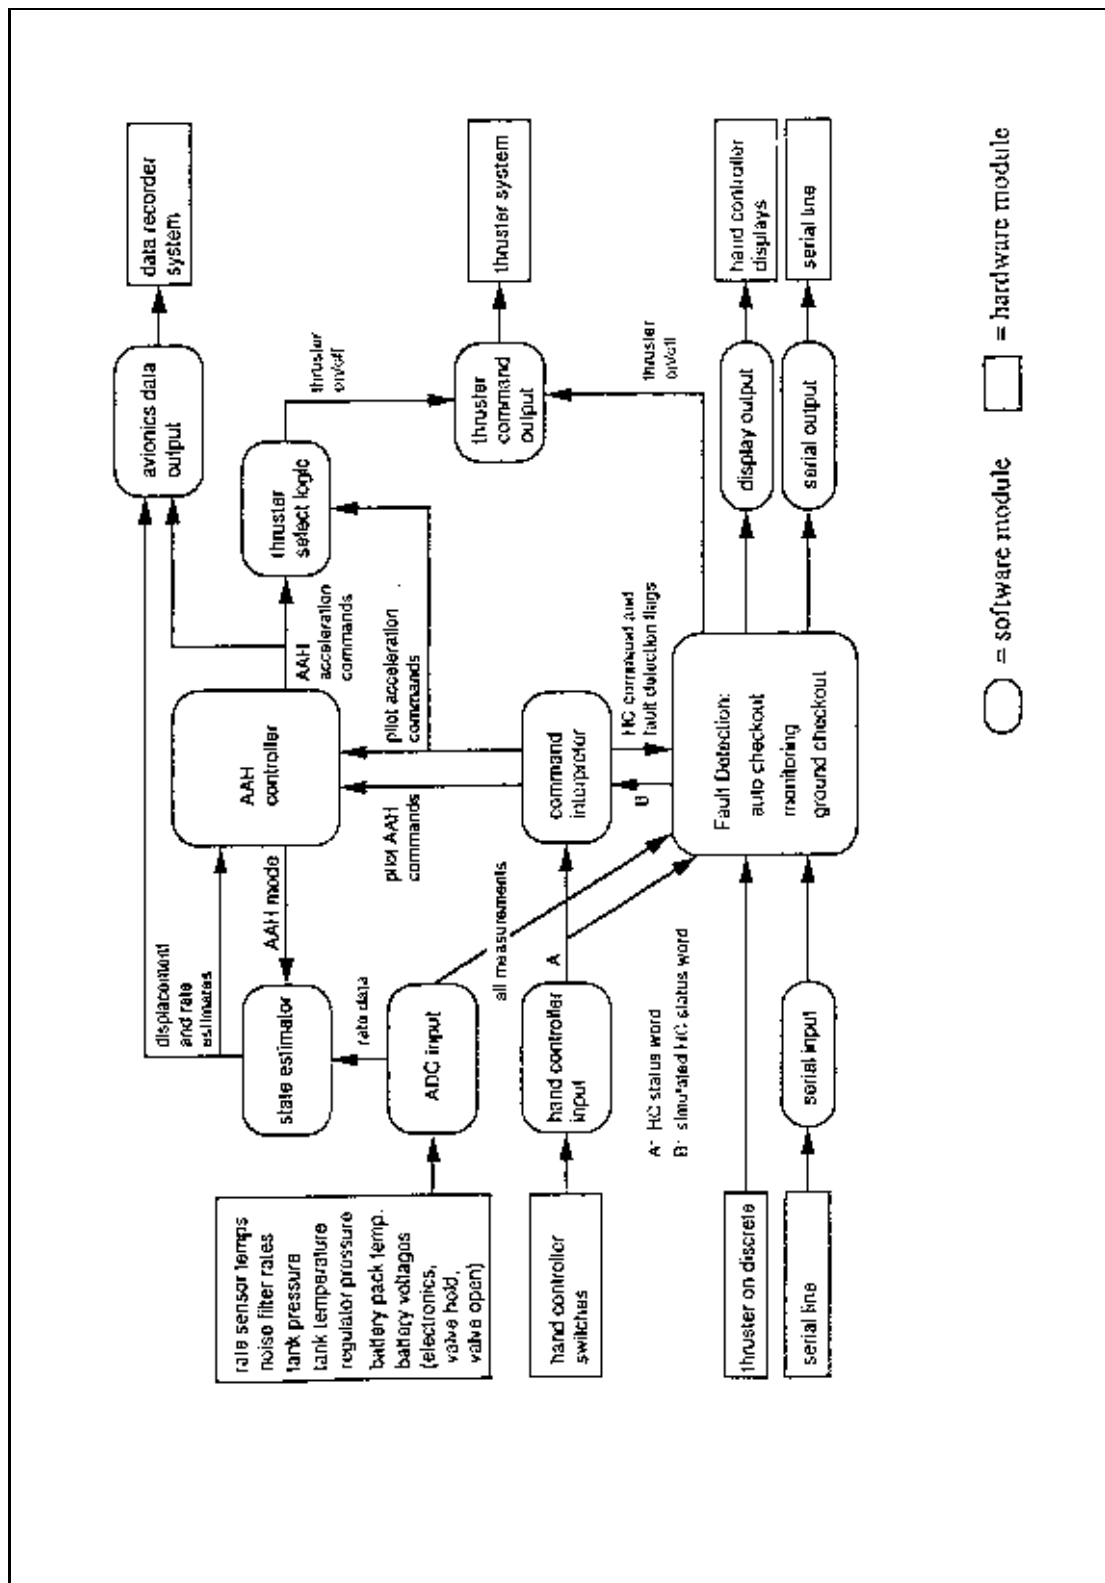 data recorder
system
thruster system
hand controller
displays
serial line
avionics data
output
thruster
on/off
thruster
command
output
thruster
on/off
display output
serial output
thruster
select logic
AAH
acceleration
commands
pilot acceleration
commands
HC command and
fault detection flags
AAH
controller
pilot AAH
commands
command
interpreter
B
Fault Detection:
auto checkout
monitoring
ground checkout
AAH mode
displacement
and rate
estimates
state estimator
rate data
ADC input
all measurements
A
hand controller
input
A: HC status word
B: simulated HC status word
serial input
rate sensor temps
noise filter rates
tank pressure
tank temperature
regulator pressure
battery pack temp.
battery voltages
(electronics,
valve hold,
valve open)
hand controller
switches
thruster on discrete
serial line
= software module
= hardware module